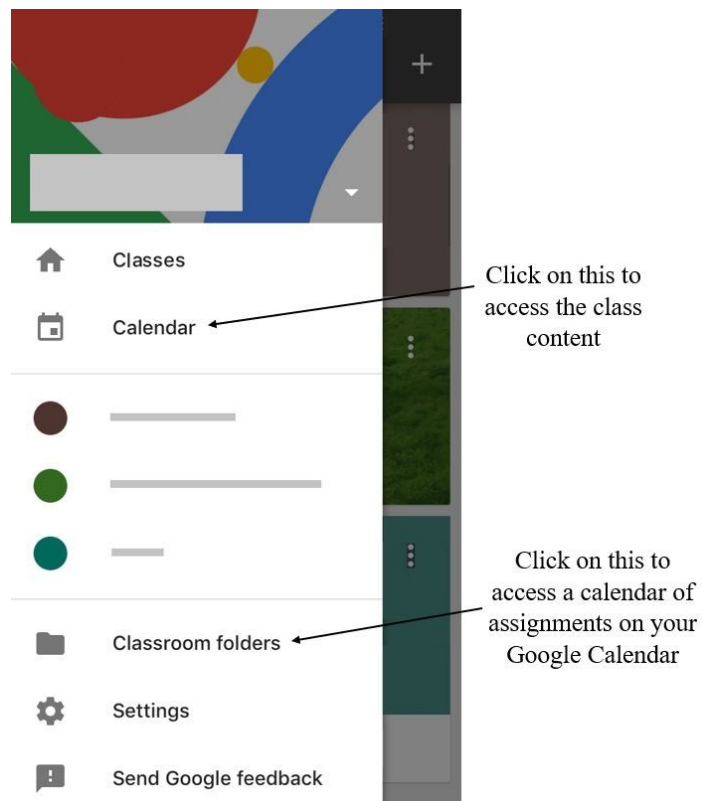 Classes
Calendar
Click on this to
access the class
content
Classroom folders
Click on this to
access a calendar of
assignments on your
Google Calendar
Settings
Send Google feedback